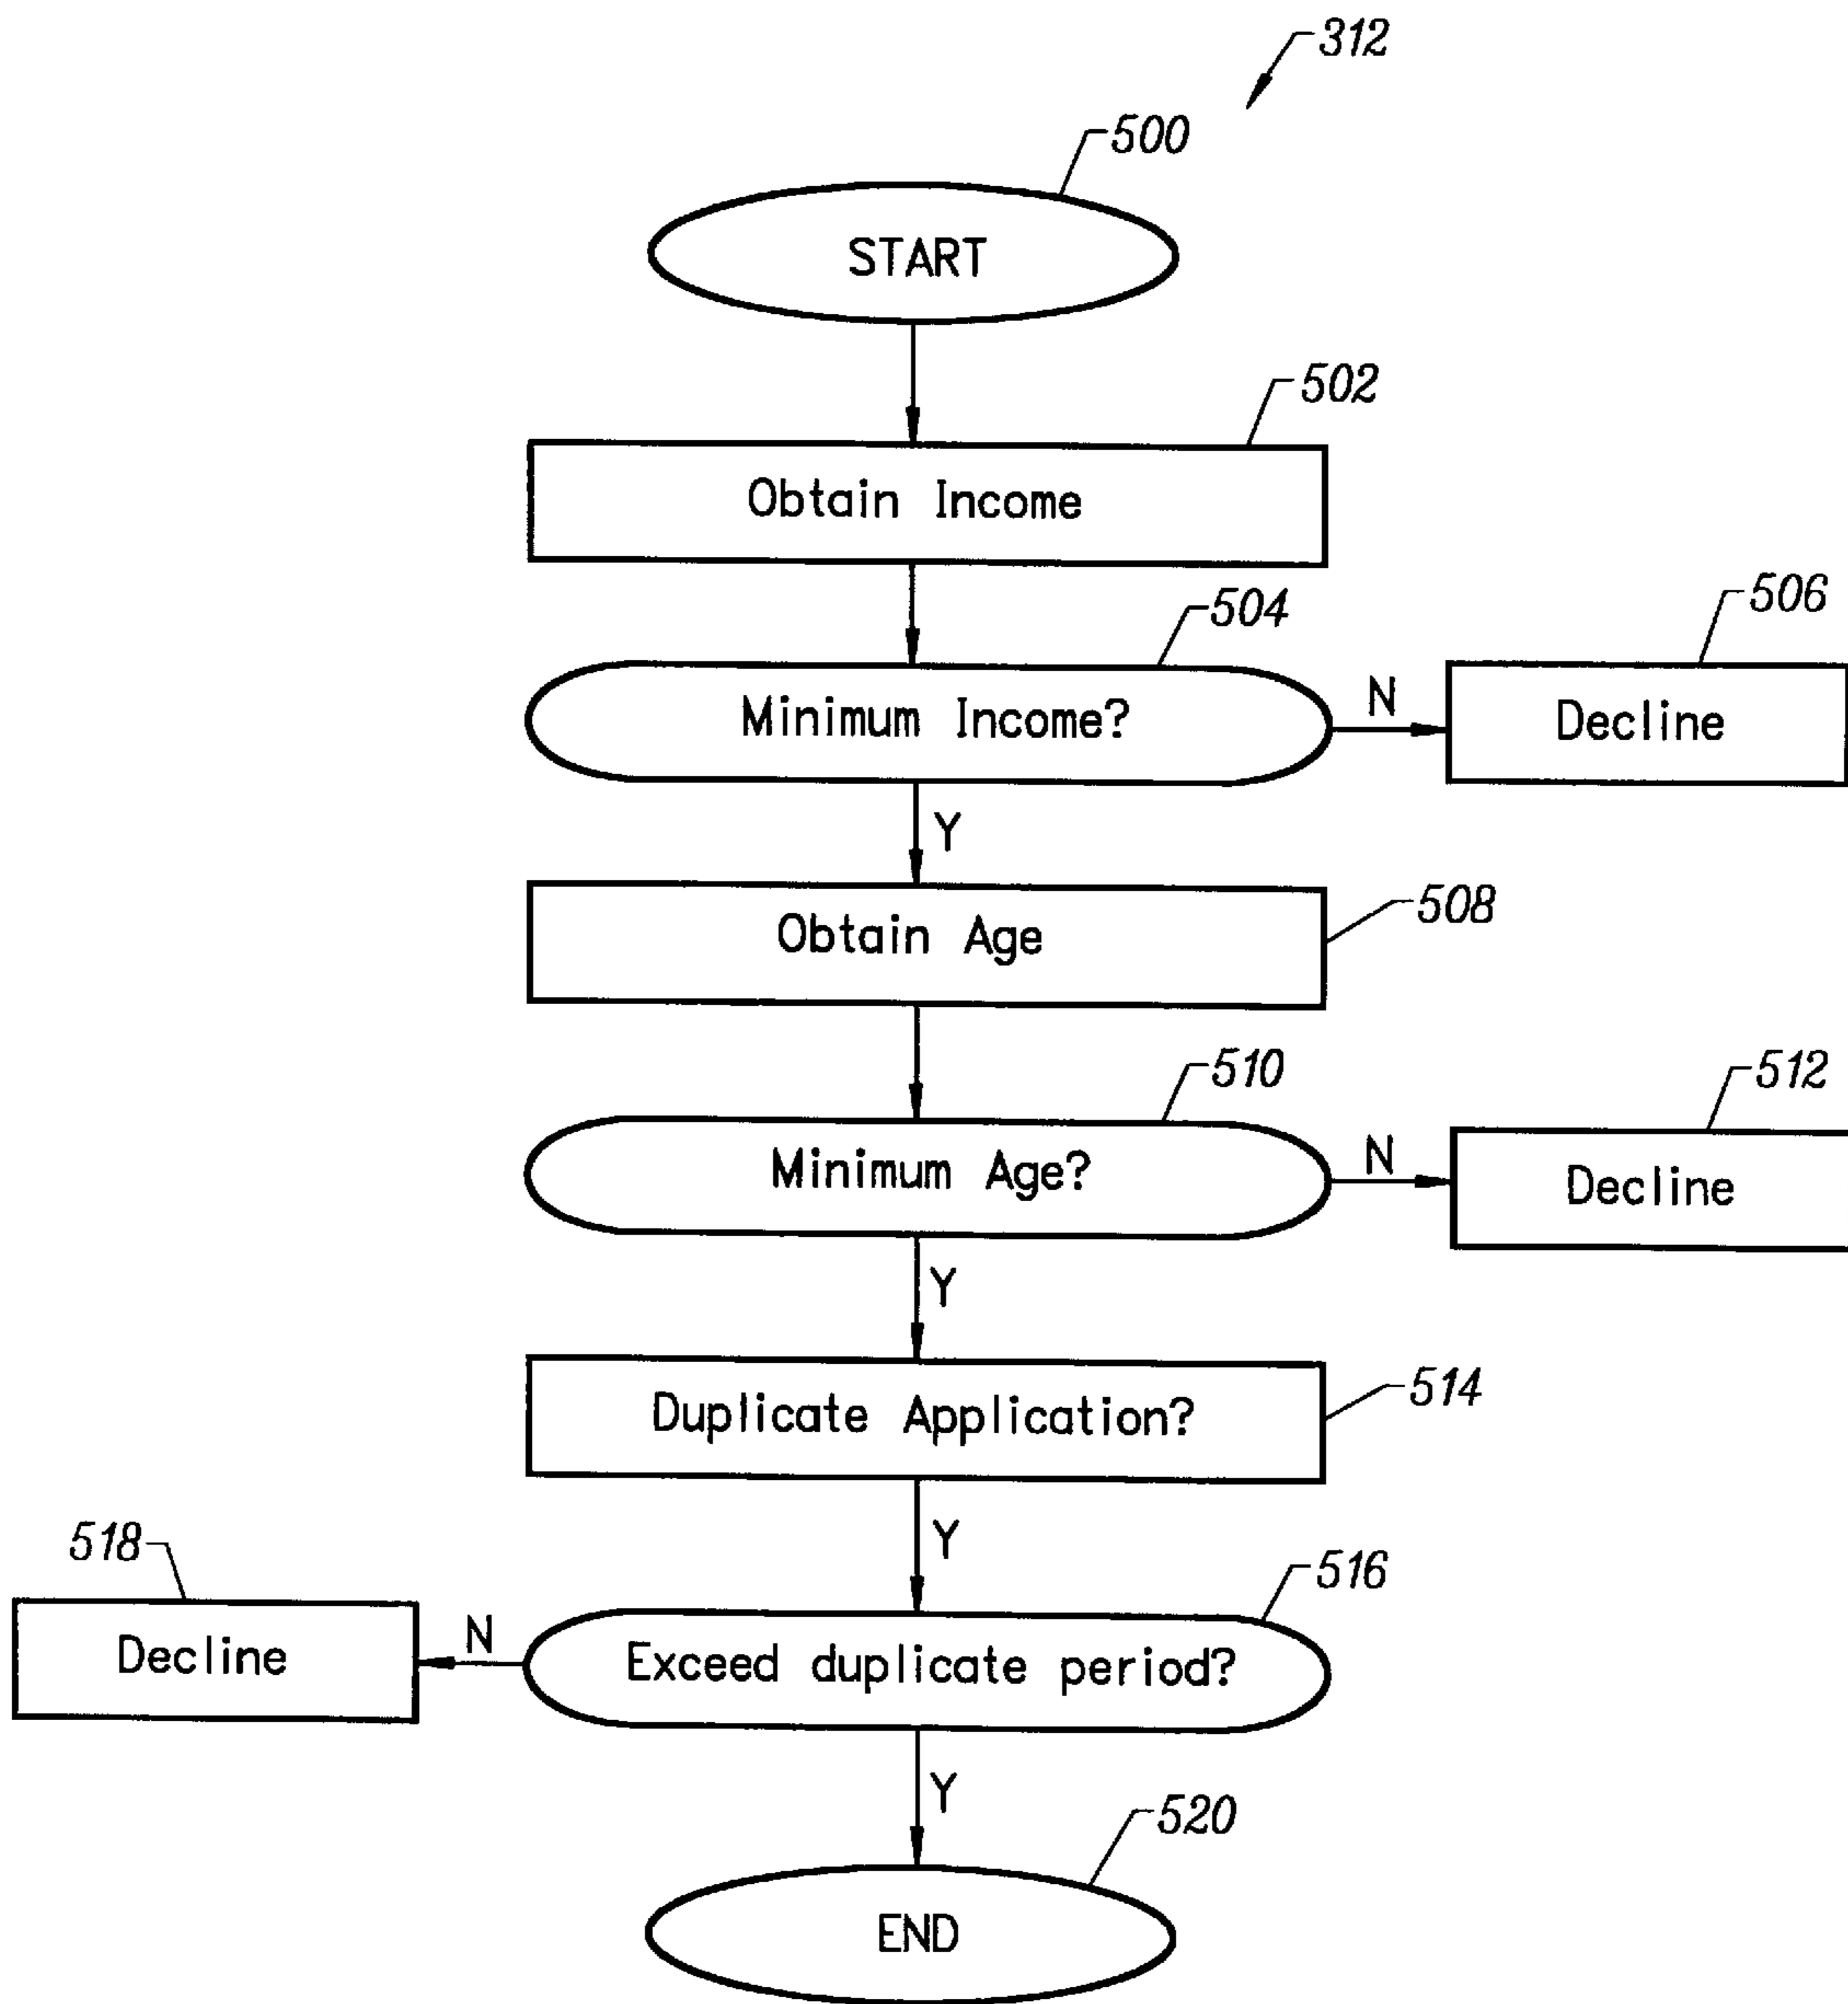 312
500
START
502
Obtain Income
504
506
Minimum Income?
N
Decline
Y
508
Obtain Age
510
512
Minimum Age?
N
Decline
Y
514
Duplicate Application?
Y
518
516
Decline
N
Exceed duplicate period?
Y
520
END